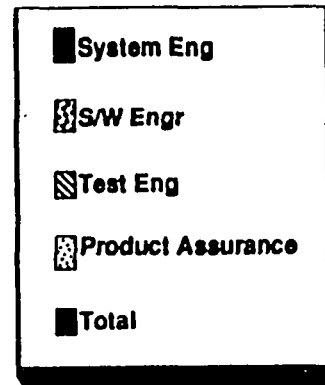 System Eng
S/W Engr
Test Eng
Product Assurance
Total